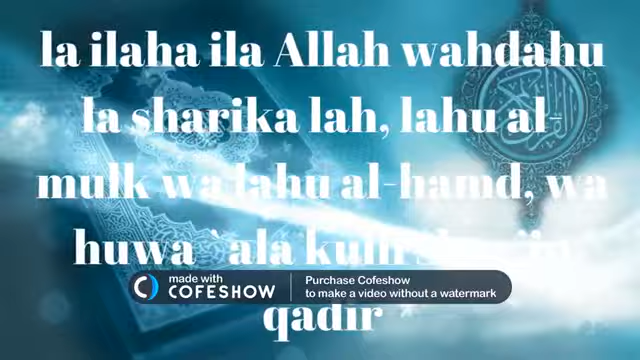 la ilaha ila Allah wahdahu
la sharika lah, lahu al-
mulk wa lahu al-hamd, wa
huwa `ala kulli
made with
COFESHOW
Purchase Cofeshow
to make a video without a watermark
qadir